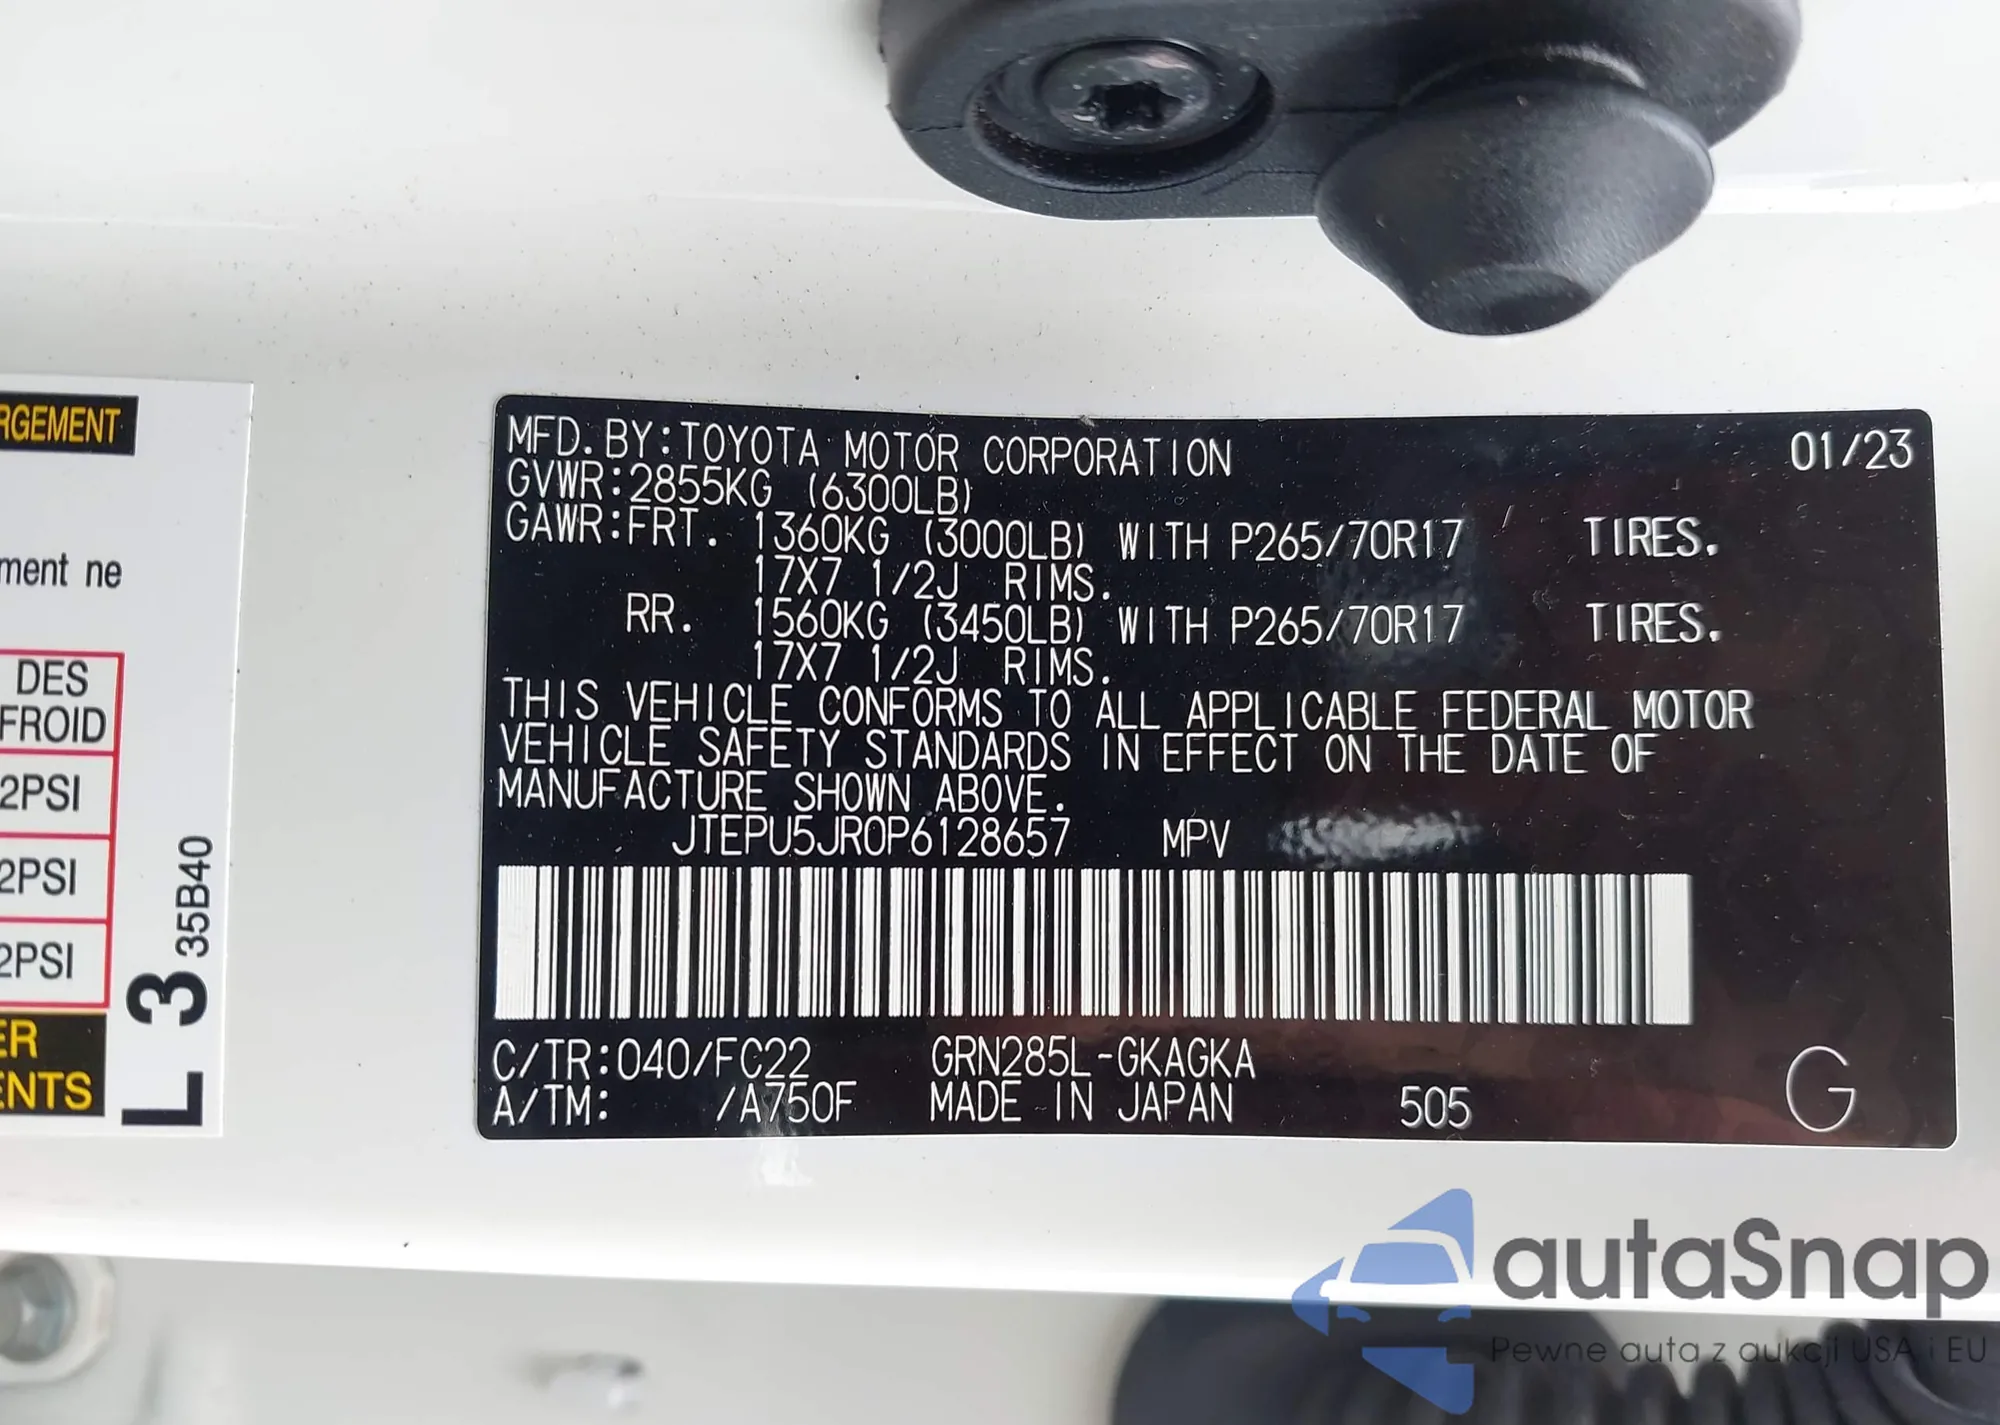 RGEMENT
ment ne
DES
FROID
2PSI
2PSI
2PSI
ER
ENTS
L 3 35B40
MFD. BY:TOYOTA MOTOR CORPORATION 01/23
GVWR:2855KG (6300LB)
GAWR:FRT. 1360KG (3000LB) WITH P265/70R17 TIRES.
17X7 1/2J RIMS.
RR. 1560KG (3450LB) WITH P265/70R17 TIRES.
17X7 1/2J RIMS.
THIS VEHICLE CONFORMS TO ALL APPLICABLE FEDERAL MOTOR
VEHICLE SAFETY STANDARDS IN EFFECT ON THE DATE OF
MANUFACTURE SHOWN ABOVE.
JTEPU5JR0P6128657 MPV
C/TR:040/FC22 GRN285L-GKAGKA
A/TM: /A750F MADE IN JAPAN 505 G
autaSnap
Pewne auta z aukcji USA i EU